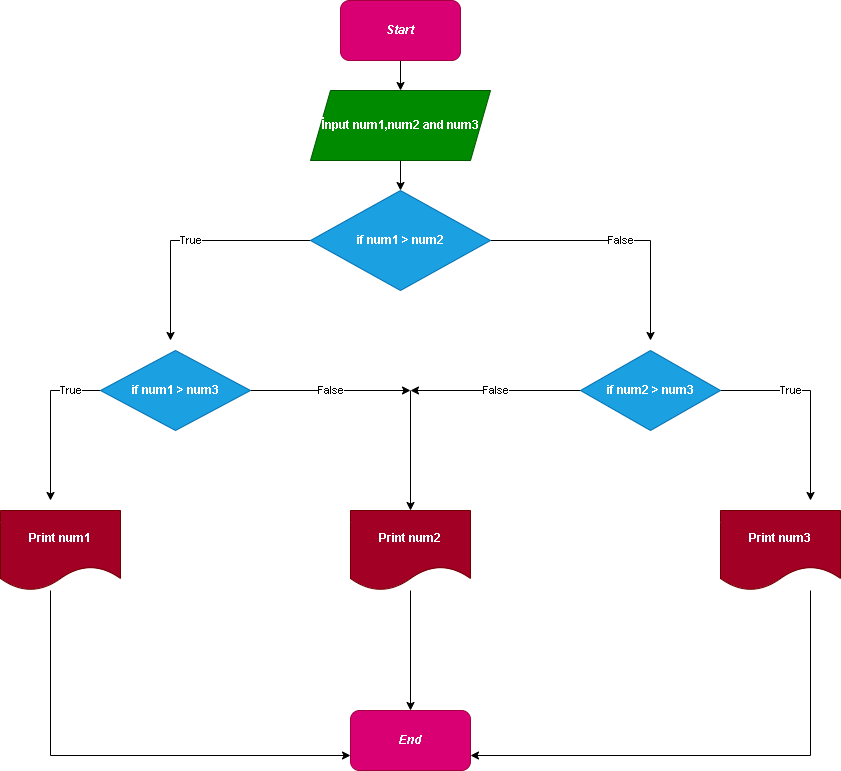 Start
Input num1,num2 and num3
if num1 > num2
True
False
if num1 > num3
if num2 > num3
True
False
False
True
Print num1
Print num2
Print num3
End